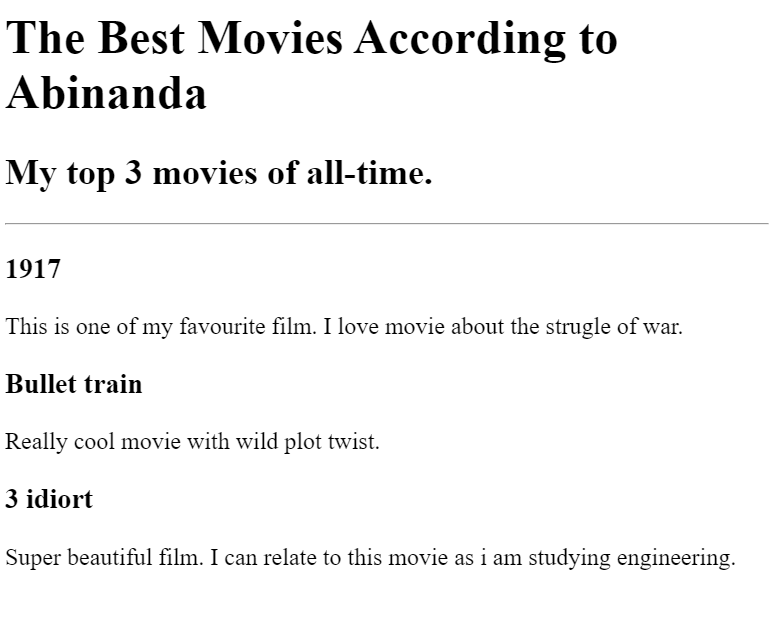 The Best Movies According to
Abinanda
My top 3 movies of all-time.
1917
This is one of my favourite film. I love movie about the strugle of war.
Bullet train
Really cool movie with wild plot twist.
3 idiort
Super beautiful film. I can relate to this movie as i am studying engineering.